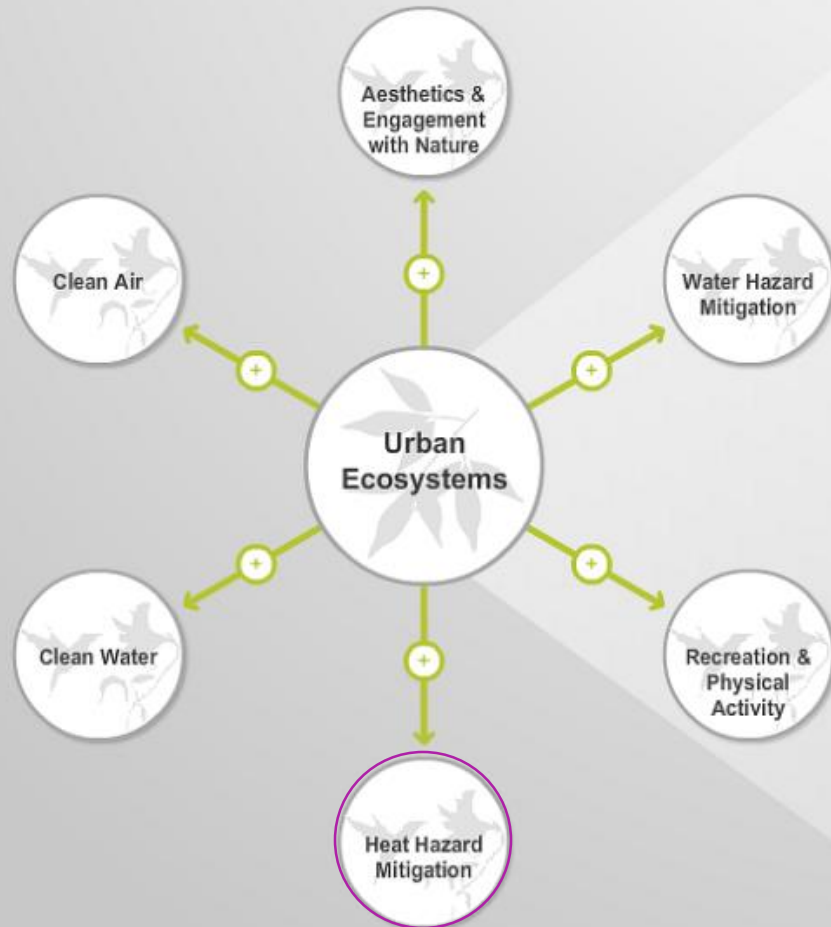 Aesthetics &
Engagement
with Nature
Clean Air
+
Water Hazard
Mitigation
+
+
Urban
Ecosystems
+
+
Clean Water
+
Recreation &
Physical
Activity
Heat Hazard
Mitigation